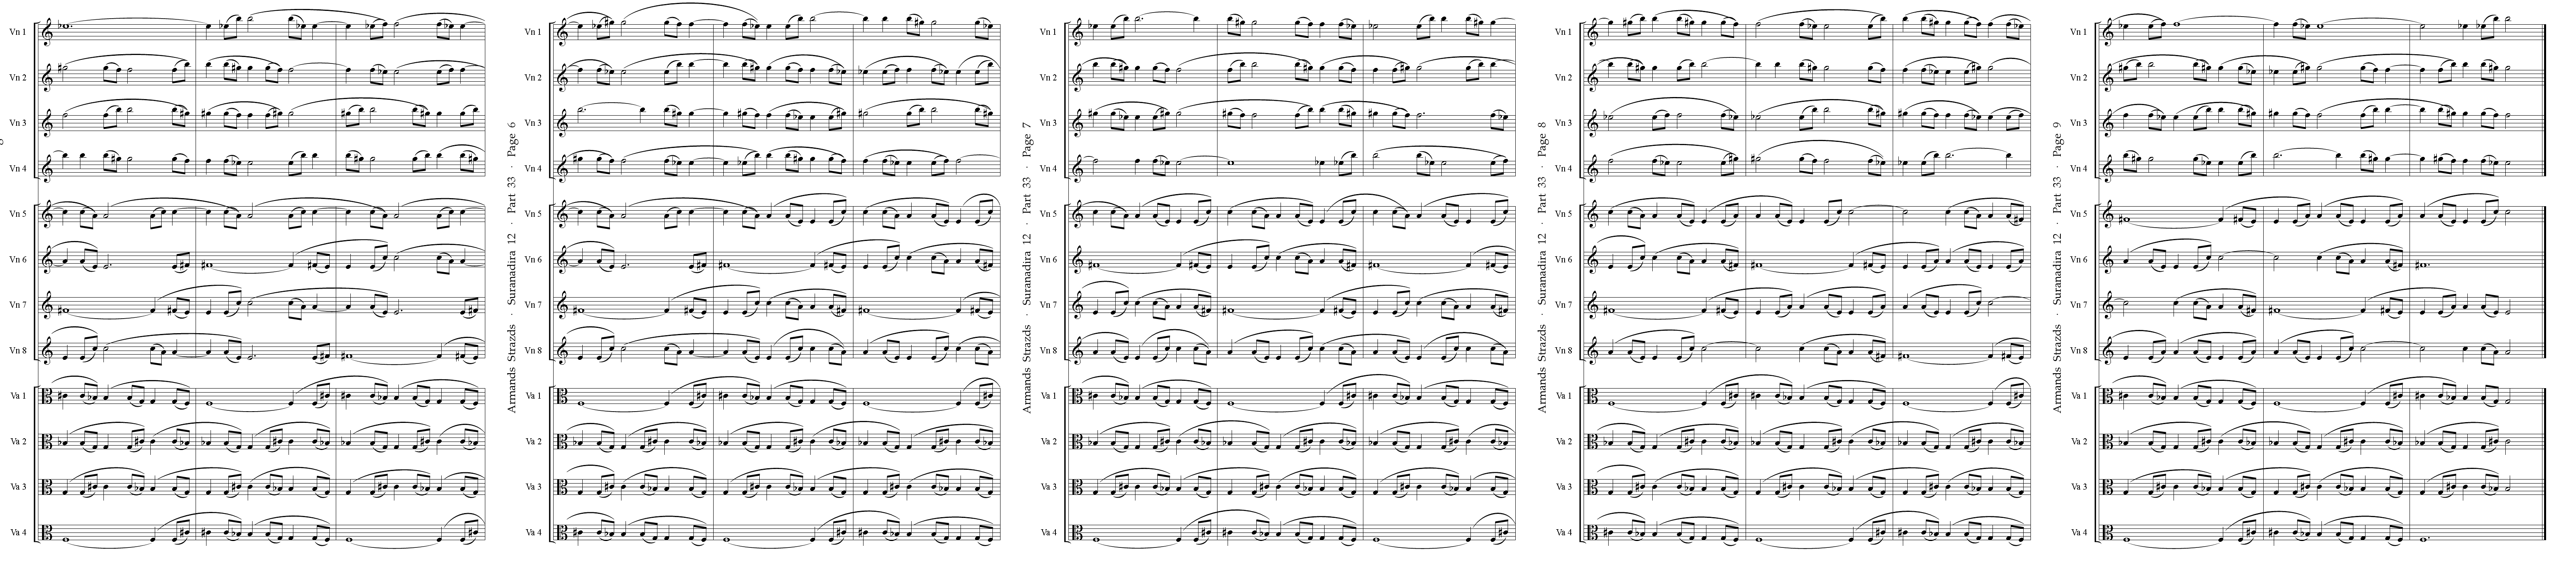 Vn 1
Vn 2
Vn 3
Vn 4
Vn 5
Vn 6
Vn 7
Vn 8
Va 1
Va 2
Va 3
Va 4
Armands Strazds · Suranadira 12 · Part 33 · Page 6
Vn 1
Vn 2
Vn 3
Vn 4
Vn 5
Vn 6
Vn 7
Vn 8
Va 1
Va 2
Va 3
Va 4
Armands Strazds · Suranadira 12 · Part 33 · Page 7
Vn 1
Vn 2
Vn 3
Vn 4
Vn 5
Vn 6
Vn 7
Vn 8
Va 1
Va 2
Va 3
Va 4
Armands Strazds · Suranadira 12 · Part 33 · Page 8
Vn 1
Vn 2
Vn 3
Vn 4
Vn 5
Vn 6
Vn 7
Vn 8
Va 1
Va 2
Va 3
Va 4
Armands Strazds · Suranadira 12 · Part 33 · Page 9
Vn 1
Vn 2
Vn 3
Vn 4
Vn 5
Vn 6
Vn 7
Vn 8
Va 1
Va 2
Va 3
Va 4